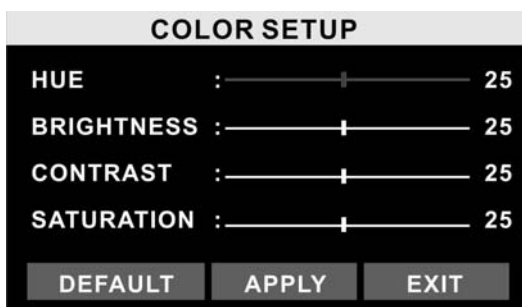 COLOR SETUP
HUE : 25
BRIGHTNESS : 25
CONTRAST : 25
SATURATION : 25
DEFAULT APPLY EXIT